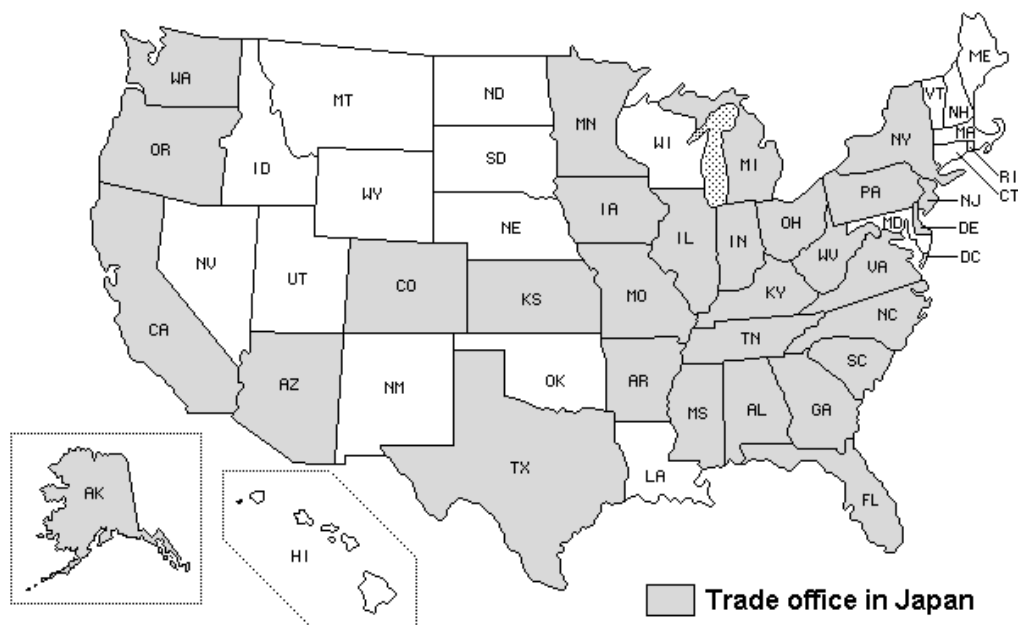 ME
WA
VT
MT
ND
NH
MN
MA
OR
WI
NY
ID
SD
MI
RI
WY
CT
PA
NJ
IA
NE
OH
MD
DE
IL
IN
NV
WV
DC
UT
VA
CO
KY
MO
KS
CA
NC
TN
SC
AZ
OK
AR
NM
MS
AL
GA
TX
LA
AK
FL
HI
Trade office in Japan